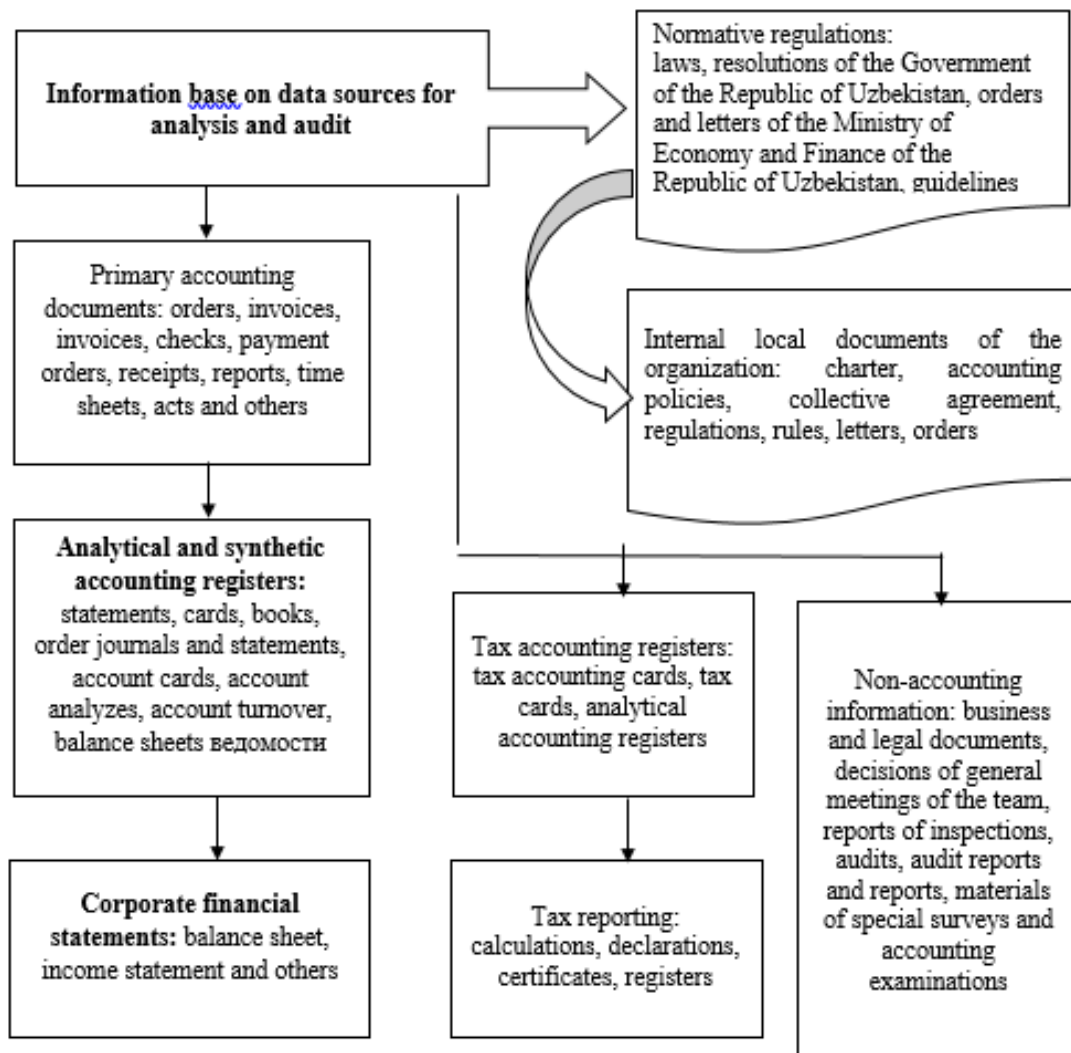 Information base on data sources for
analysis and audit
Normative regulations:
laws, resolutions of the Government
of the Republic of Uzbekistan, orders
and letters of the Ministry of
Economy and Finance of the
Republic of Uzbekistan, guidelines
Primary accounting
documents: orders, invoices,
invoices, checks, payment
orders, receipts, reports, time
sheets, acts and others
Internal local documents of the
organization: charter, accounting
policies, collective agreement,
regulations, rules, letters, orders
Analytical and synthetic
accounting registers:
statements, cards, books,
order journals and statements,
account cards, account
analyzes, account turnover,
balance sheets ведомости
Tax accounting registers:
tax accounting cards, tax
cards, analytical
accounting registers
Non-accounting
information: business
and legal documents,
decisions of general
meetings of the team,
reports of inspections,
audits, audit reports
and reports, materials
of special surveys and
accounting
examinations
Corporate financial
statements: balance sheet,
income statement and others
Tax reporting:
calculations, declarations,
certificates, registers